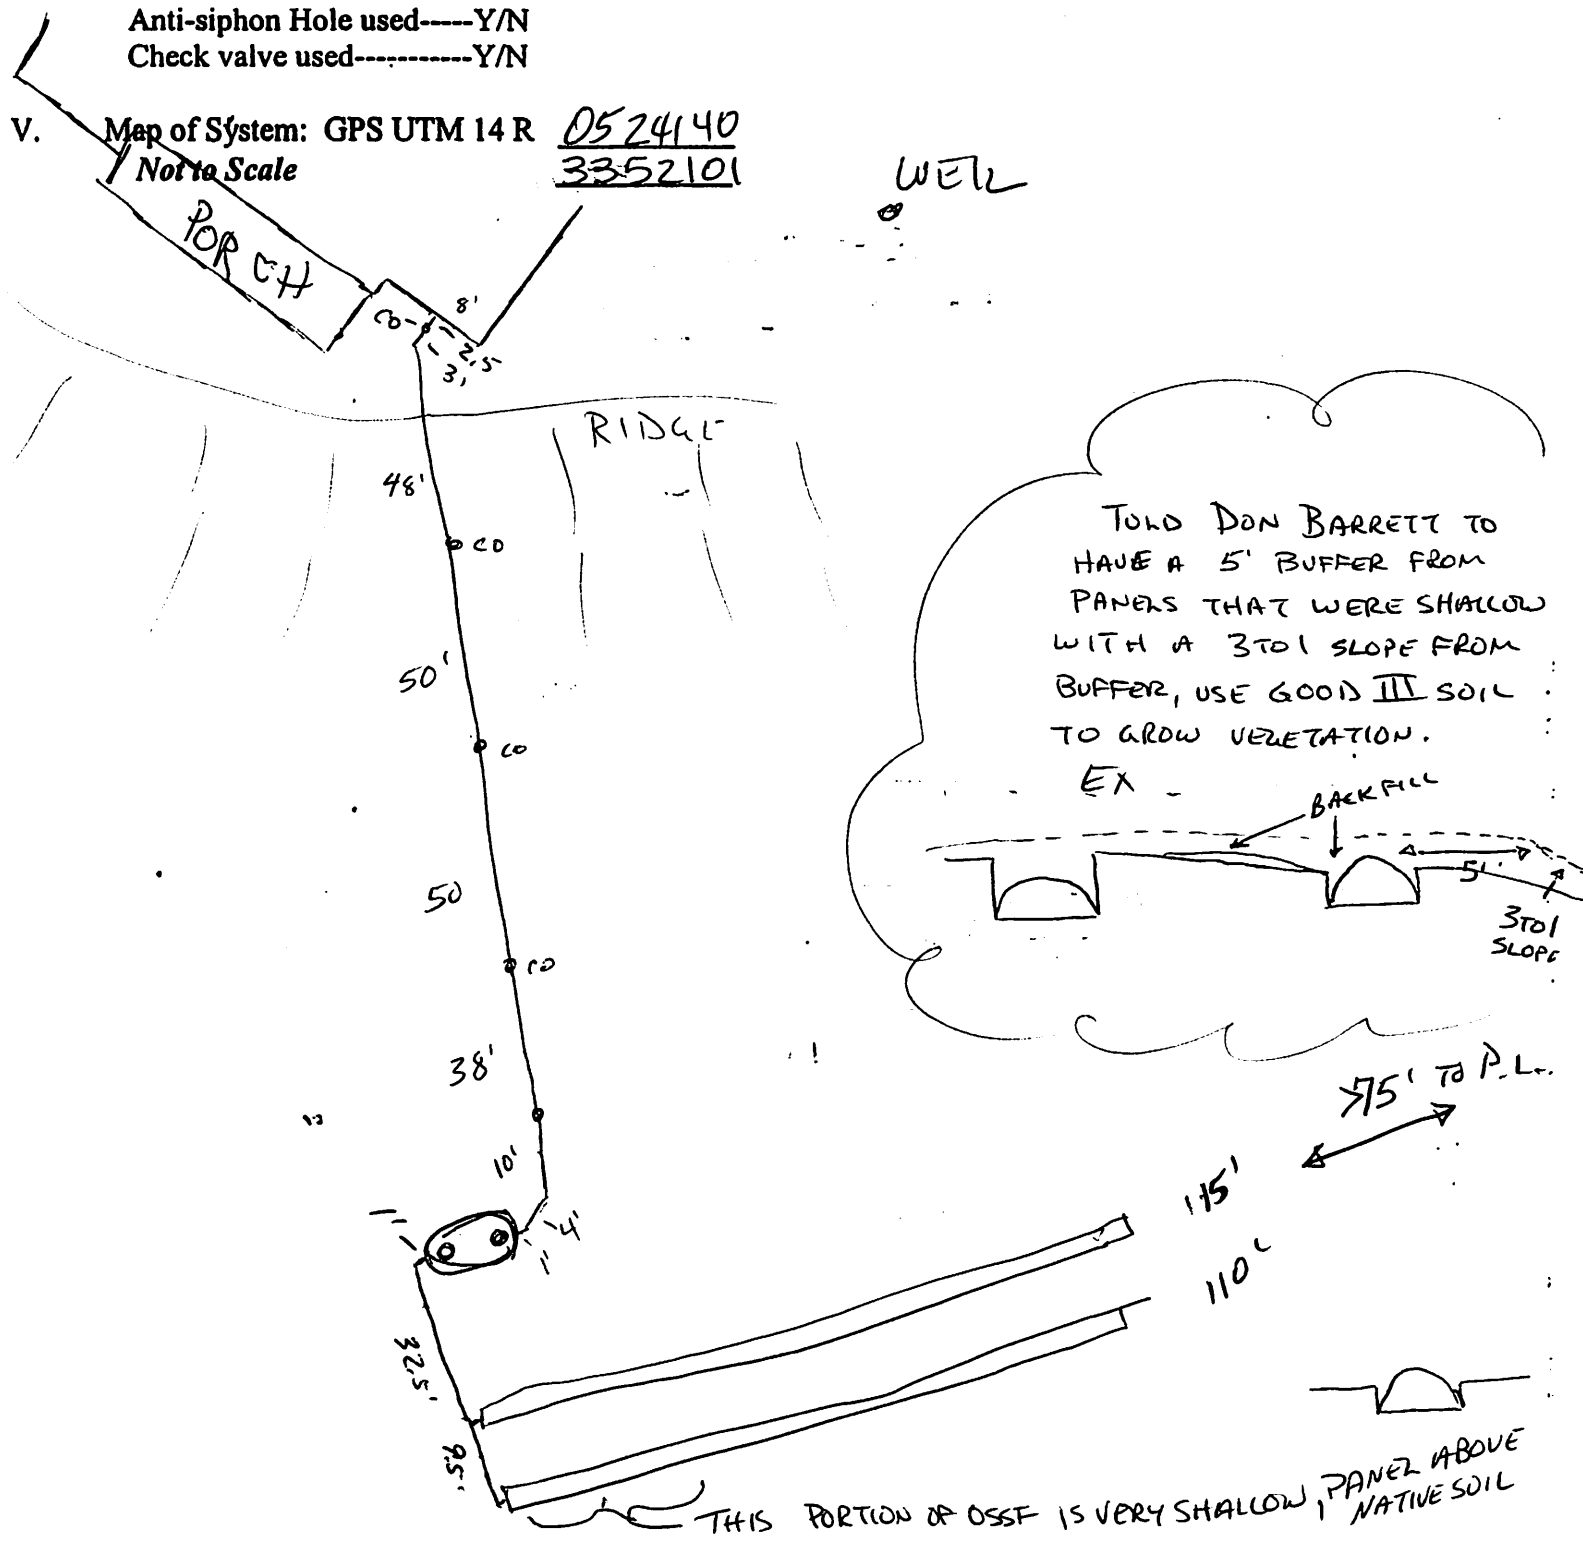 Anti-siphon Hole used-----Y/N
Check valve used-----------Y/N
V. Map of System: GPS UTM 14 R 0524140
Not to Scale 3352101
WELL
PORCH
8'
CO
2.5
3'
RIDGE
48'
CO
TOLD DON BARRETT TO
HAVE A 5' BUFFER FROM
PANELS THAT WERE SHALLOW
WITH A 3 TO 1 SLOPE FROM
BUFFER, USE GOOD III SOIL
TO GROW VEGETATION.
50'
CO
EX
BACKFILL
5'
3 TO 1
SLOPE
50
CO
38'
>75' TO P.L.
10'
4'
1'
115'
110'
32.5'
9.5'
THIS PORTION OF OSSF IS VERY SHALLOW, PANEL ABOVE
NATIVE SOIL